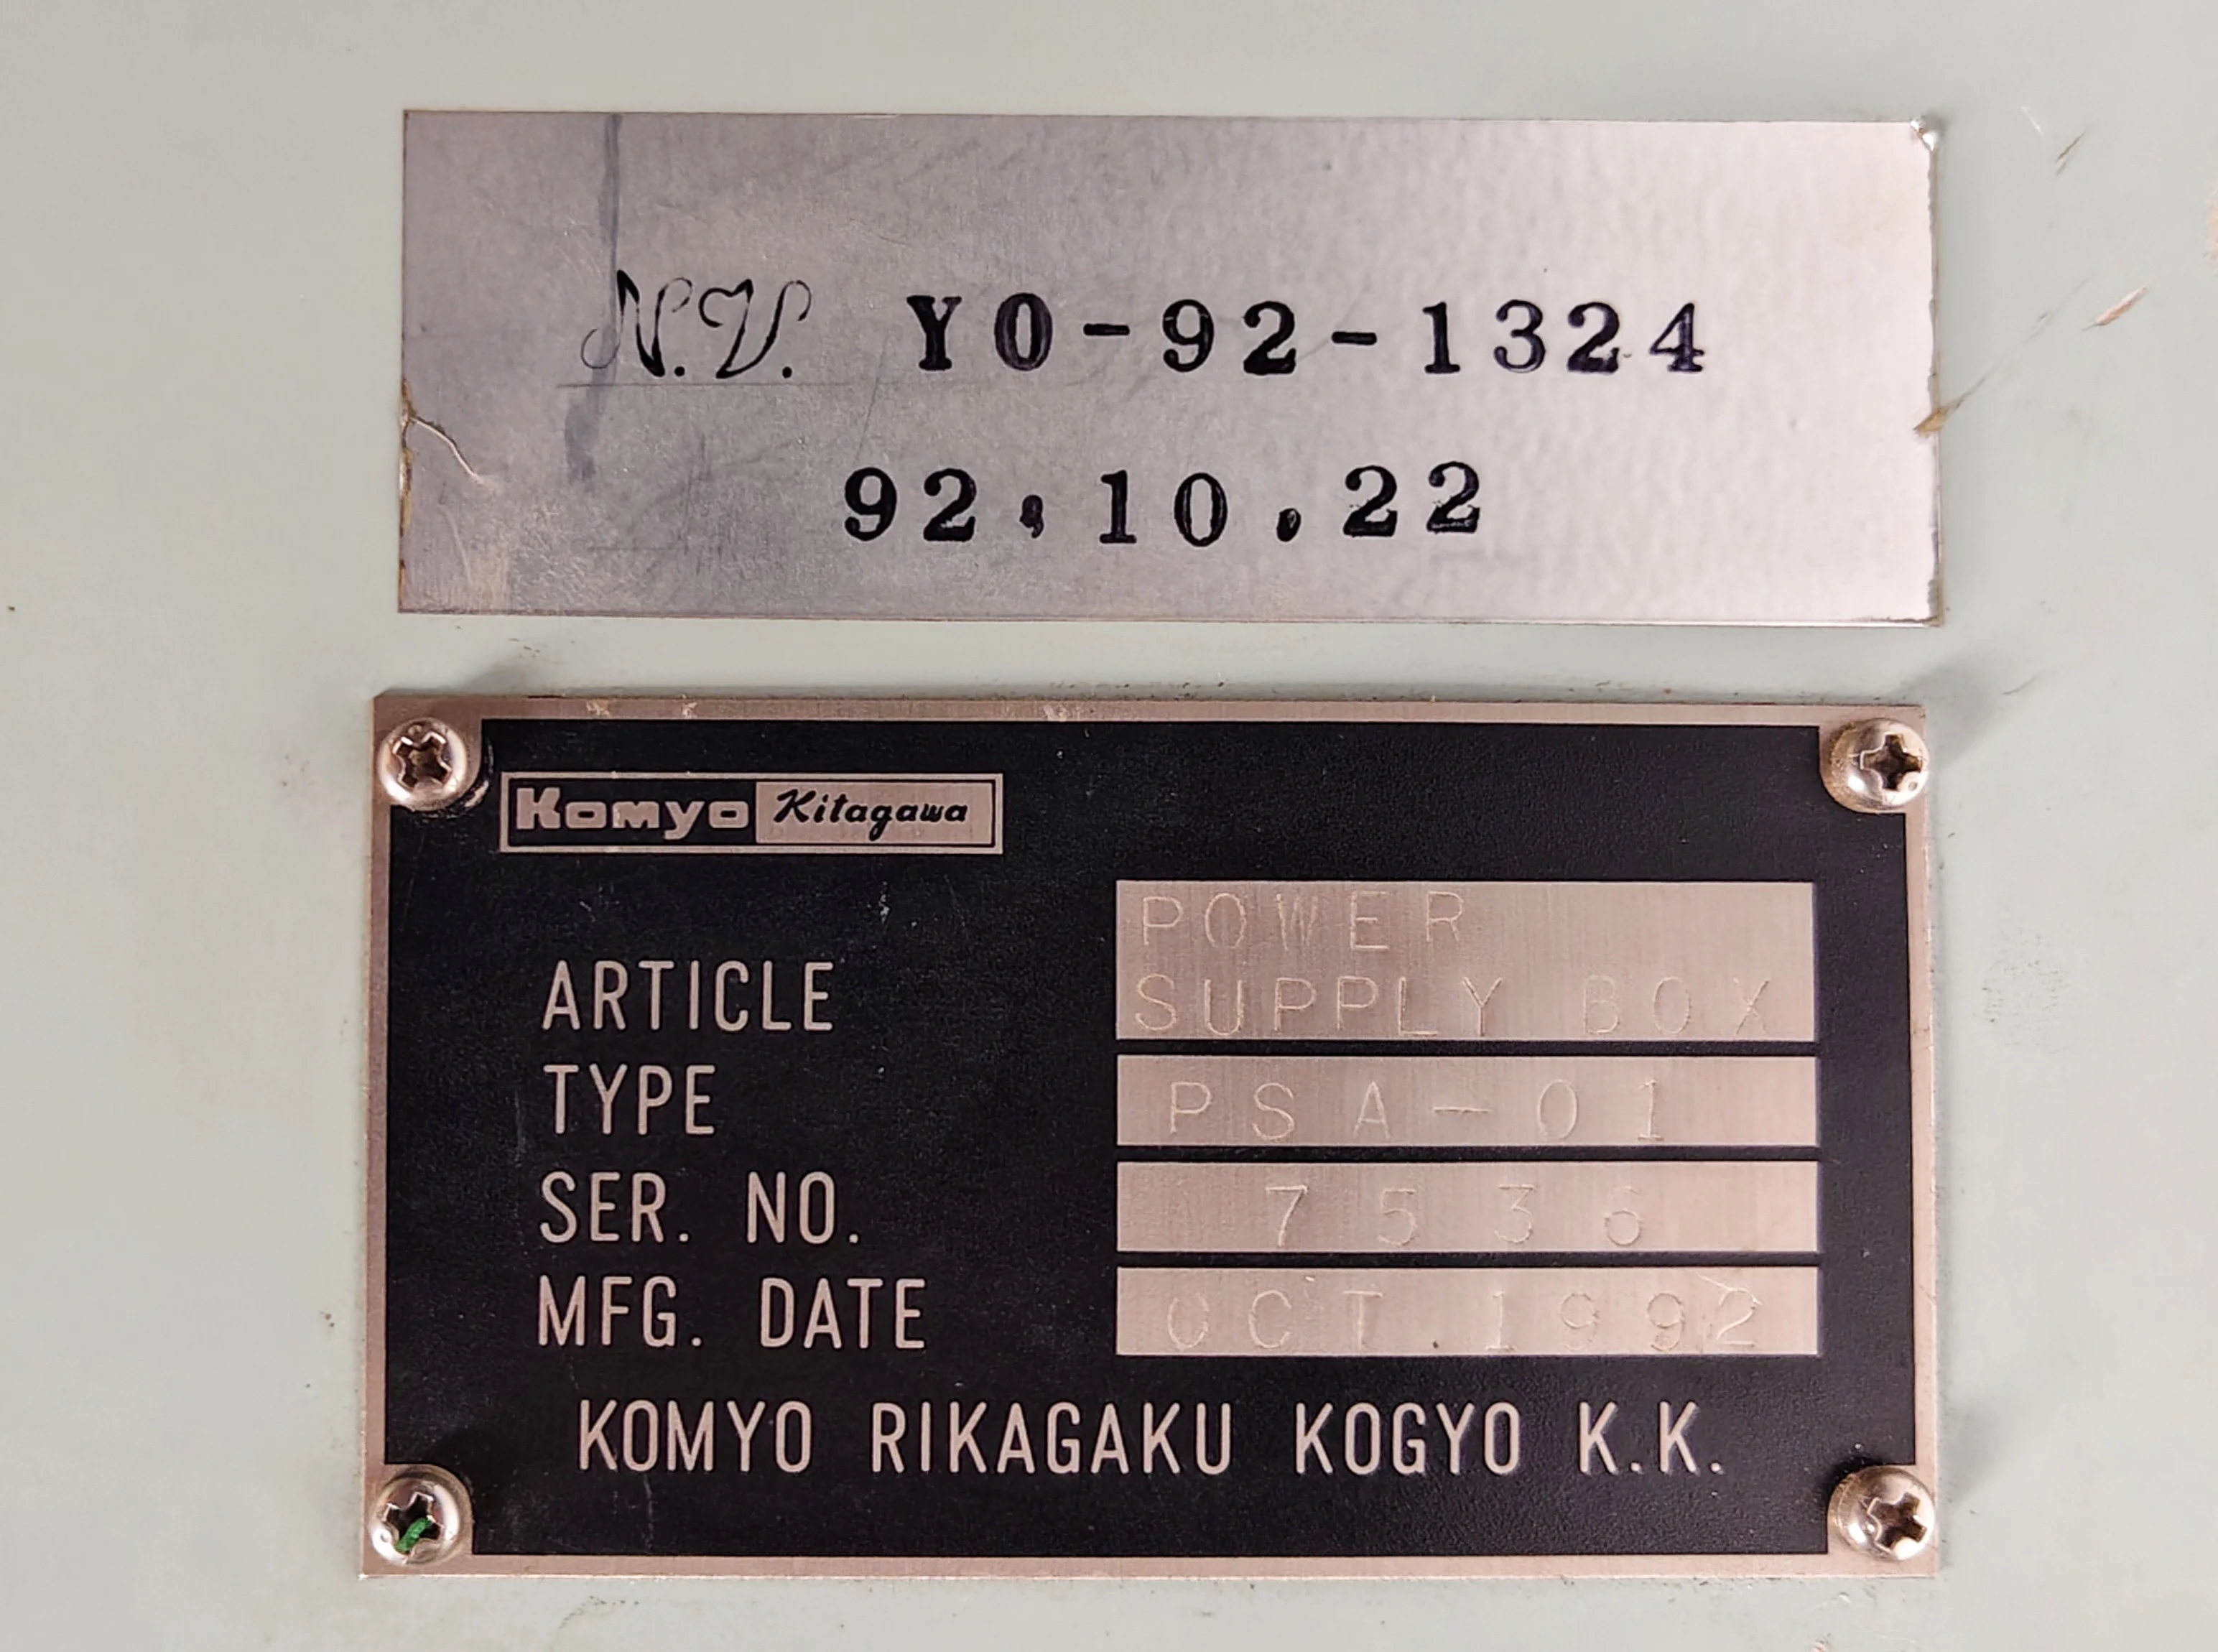 N.V. YO-92-1324
92.10.22
Komyo Kitagawa
ARTICLE POWER SUPPLY BOX
TYPE PSA-01
SER. NO. 7536
MFG. DATE OCT.1992
KOMYO RIKAGAKU KOGYO K.K.